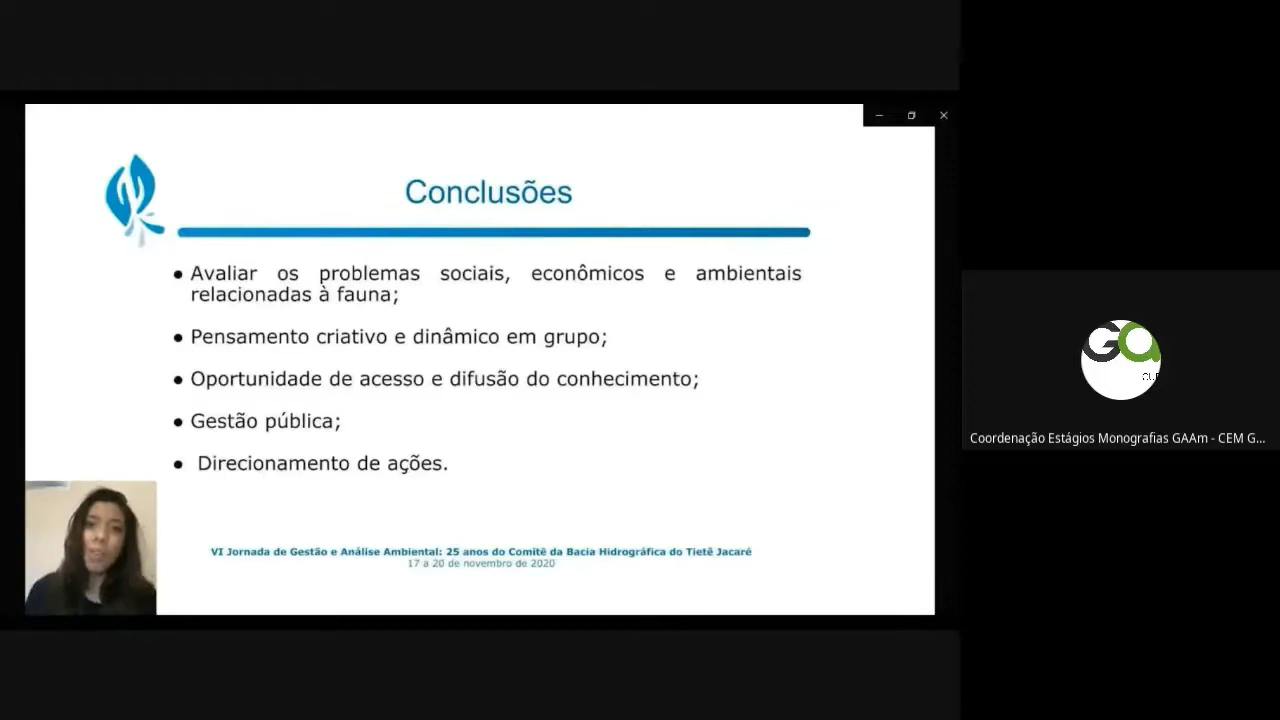 Conclusões
● Avaliar os problemas sociais, econômicos e ambientais
relacionadas à fauna;
● Pensamento criativo e dinâmico em grupo;
● Oportunidade de acesso e difusão do conhecimento;
● Gestão pública;
● Direcionamento de ações.
VI Jornada de Gestão e Análise Ambiental: 25 anos do Comitê da Bacia Hidrográfica do Tietê Jacaré
17 a 20 de novembro de 2020
Ga
Coordenação Estágios Monografias GAAm - CEM G...